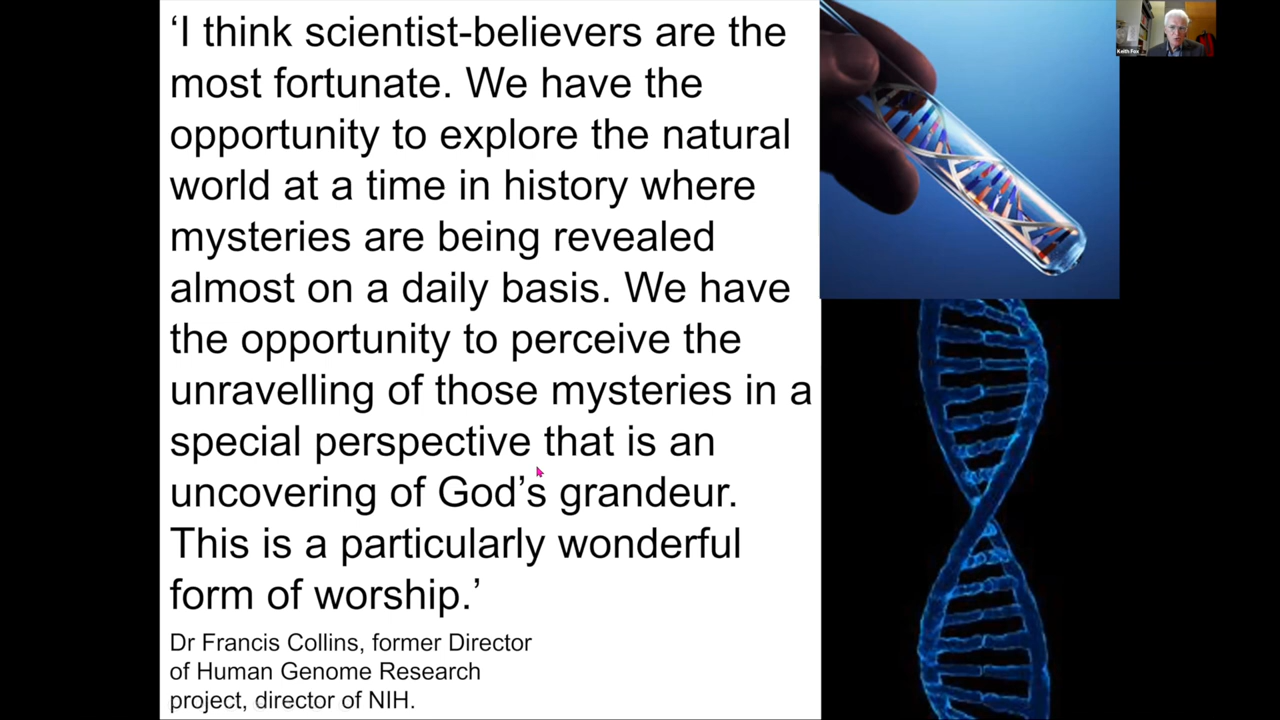 ‘I think scientist-believers are the
most fortunate. We have the
opportunity to explore the natural
world at a time in history where
mysteries are being revealed
almost on a daily basis. We have
the opportunity to perceive the
unravelling of those mysteries in a
special perspective that is an
uncovering of God’s grandeur.
This is a particularly wonderful
form of worship.’
Dr Francis Collins, former Director
of Human Genome Research
project, director of NIH.
Keith Fox